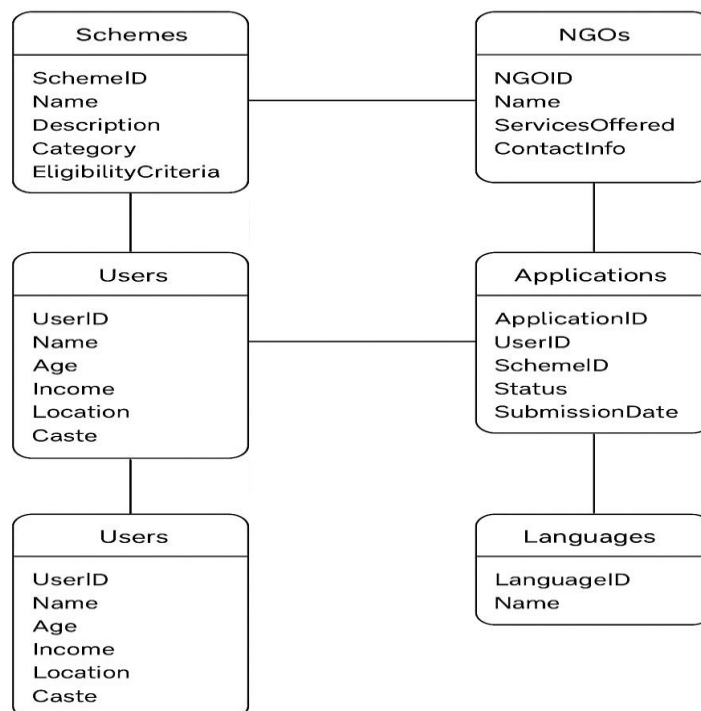 Schemes
SchemeID
Name
Description
Category
EligibilityCriteria
NGOs
NGOID
Name
ServicesOffered
ContactInfo
Users
UserID
Name
Age
Income
Location
Caste
Applications
ApplicationID
UserID
SchemeID
Status
SubmissionDate
Users
UserID
Name
Age
Income
Location
Caste
Languages
LanguageID
Name